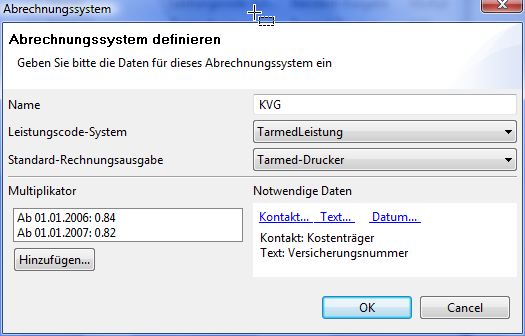 Abrechnungssystem
Abrechnungssystem definieren
Geben Sie bitte die Daten für dieses Abrechnungssystem ein
Name KVG
Leistungscode-System TarmedLeistung
Standard-Rechnungsausgabe Tarmed-Drucker
Multiplikator
Ab 01.01.2006: 0.84
Ab 01.01.2007: 0.82
Hinzufügen...
Notwendige Daten
Kontakt... Text... Datum...
Kontakt: Kostenträger
Text: Versicherungsnummer
OK Cancel